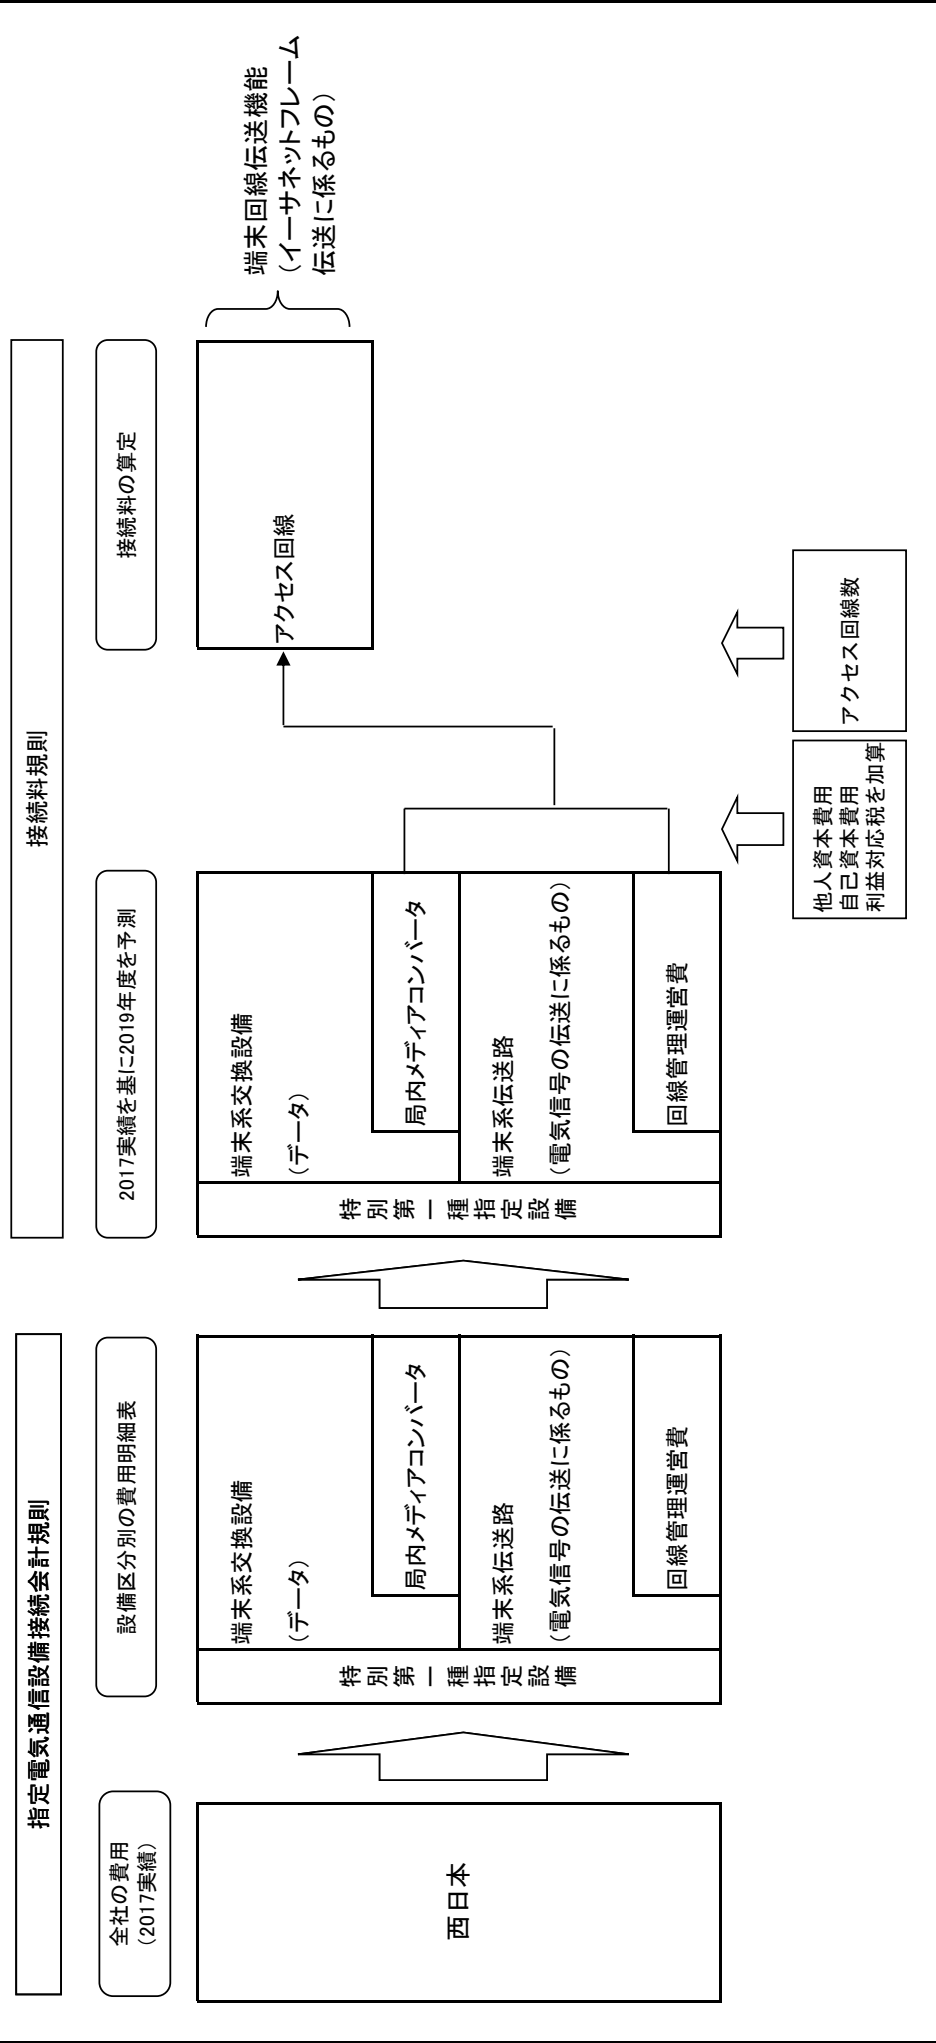 指定電気通信設備接続会計規則
接続料規則
全社の費用
（2017実績）
設備区分別の費用明細表
2017実績を基に2019年度を予測
接続料の算定
西日本
特別第一種指定設備
端末系交換設備
（データ）
局内メディアコンバータ
端末系伝送路
（電気信号の伝送に係るもの）
回線管理運営費
特別第一種指定設備
端末系交換設備
（データ）
局内メディアコンバータ
端末系伝送路
（電気信号の伝送に係るもの）
回線管理運営費
アクセス回線
端末回線伝送機能
（イーサネットフレーム
伝送に係るもの）
他人資本費用
自己資本費用
利益対応税を加算
アクセス回線数